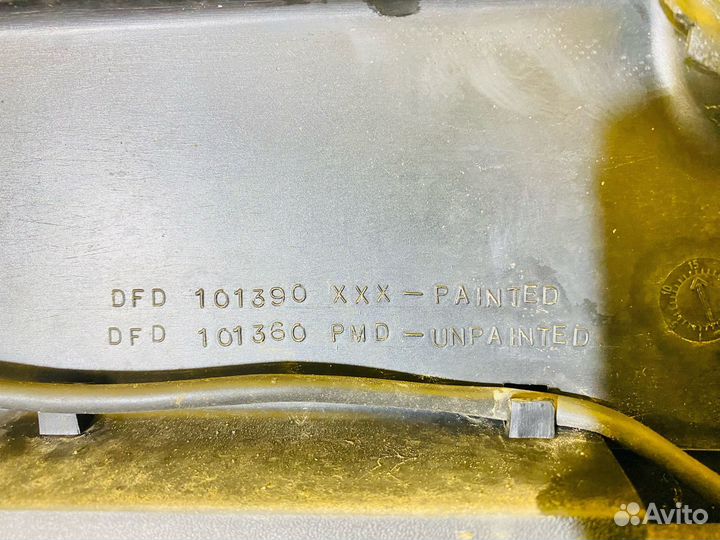 DFD 101390 XXX - PAINTED
DFD 101360 PMD - UNPAINTED
Avito